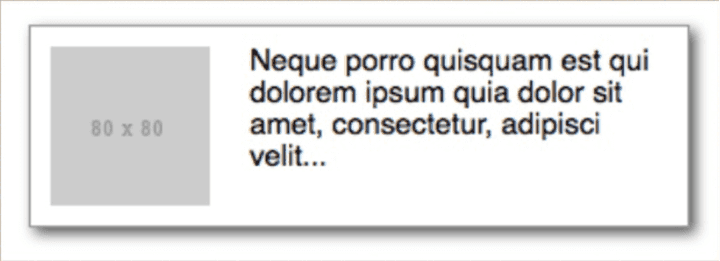 80 x 80
Neque porro quisquam est qui
dolorem ipsum quia dolor sit
amet, consectetur, adipisci
velit...